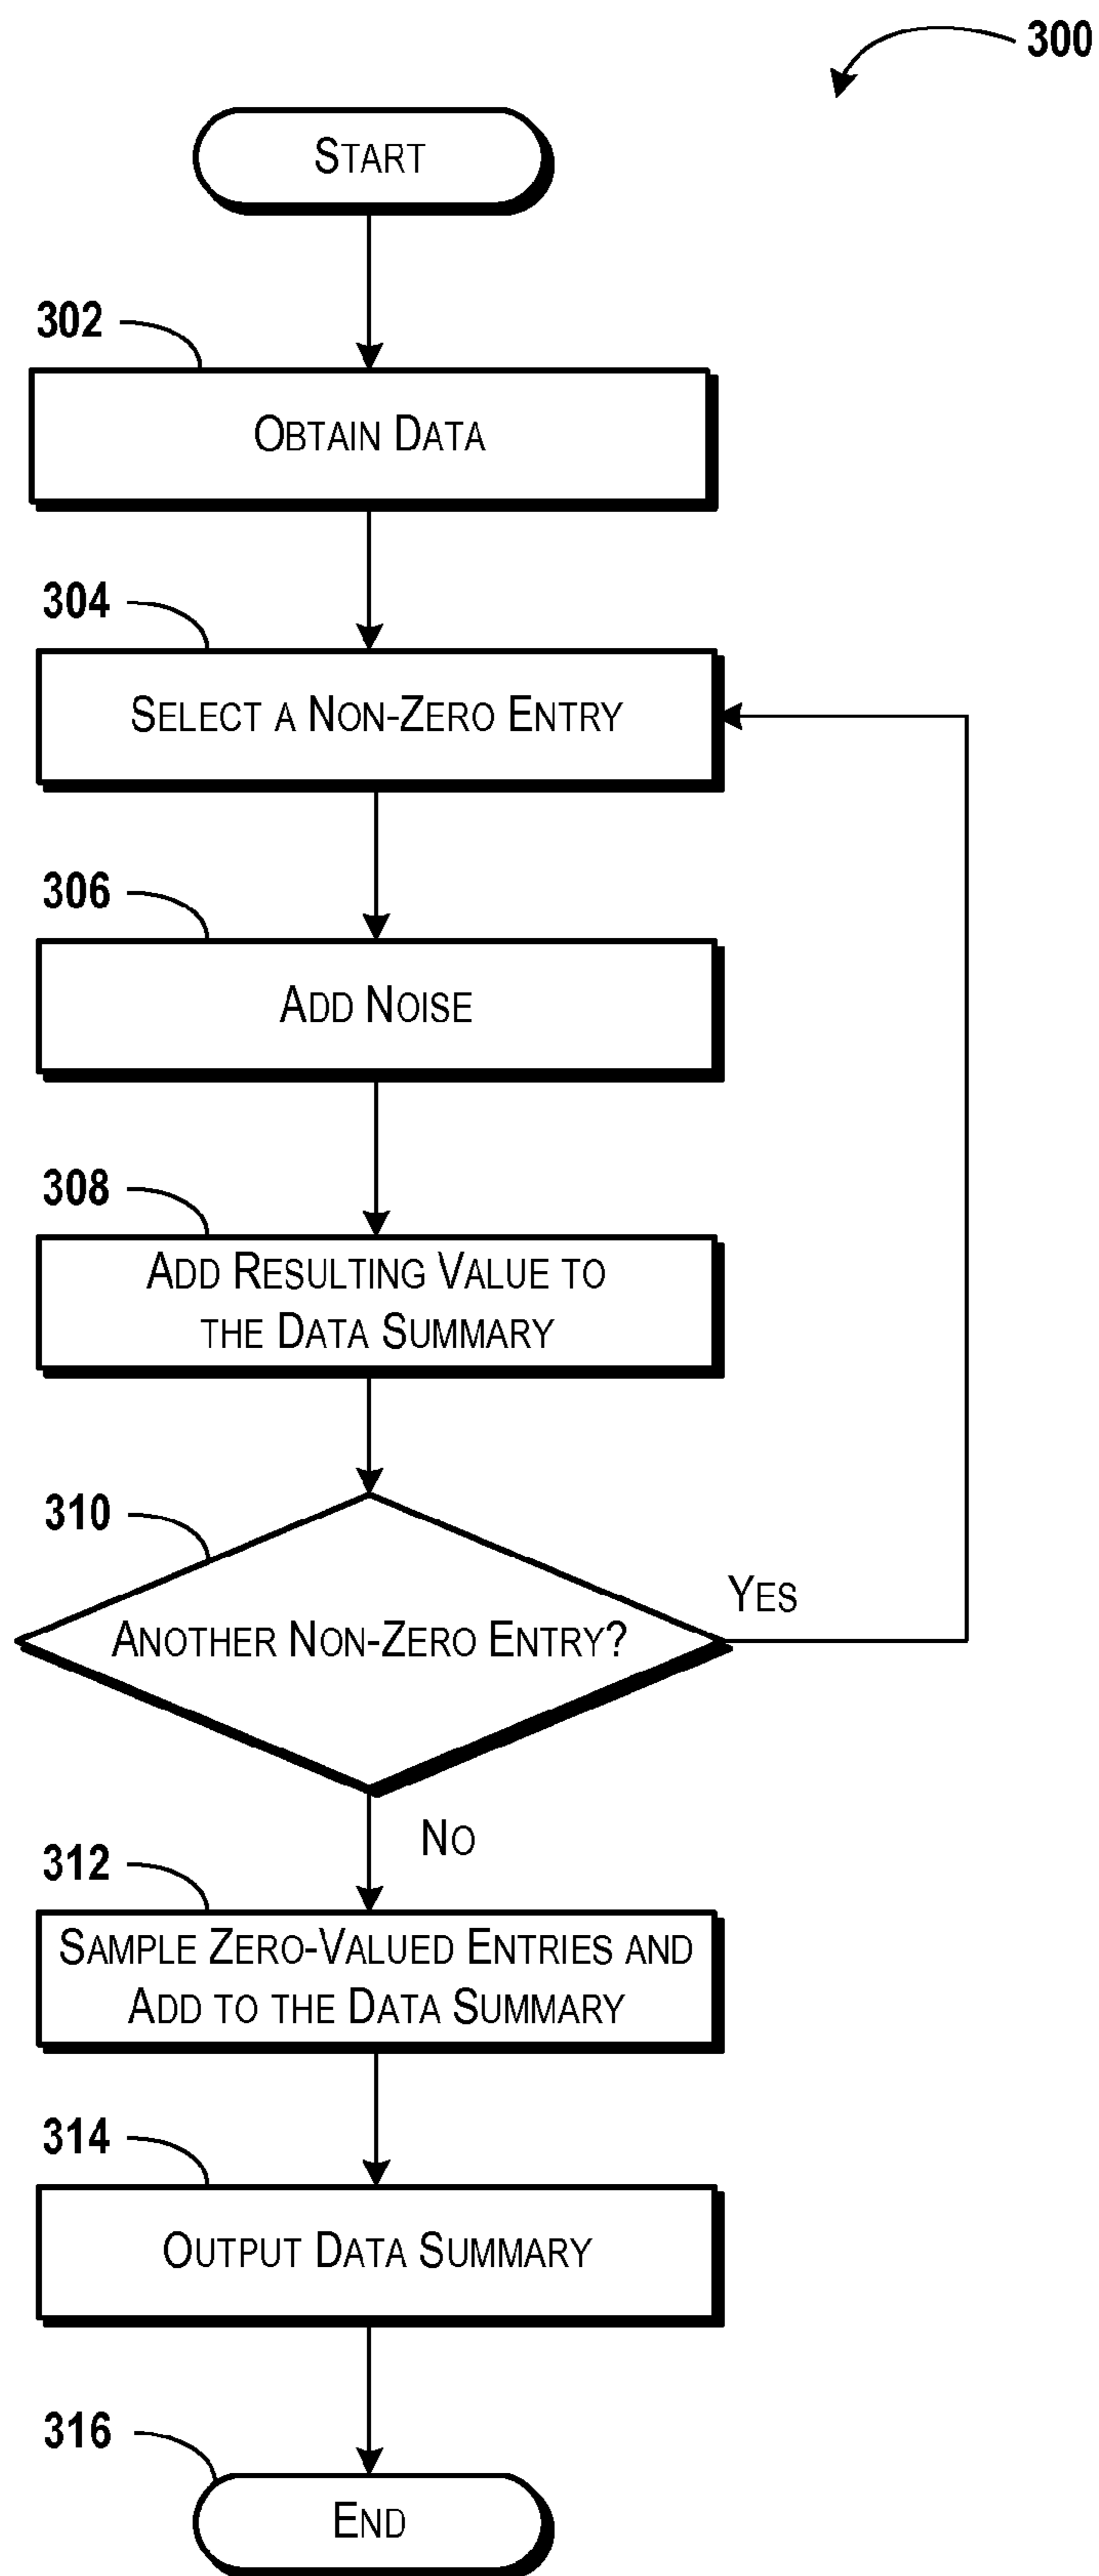 300
START
302
OBTAIN DATA
304
SELECT A NON-ZERO ENTRY
306
ADD NOISE
308
ADD RESULTING VALUE TO
THE DATA SUMMARY
310
ANOTHER NON-ZERO ENTRY?
YES
NO
312
SAMPLE ZERO-VALUED ENTRIES AND
ADD TO THE DATA SUMMARY
314
OUTPUT DATA SUMMARY
316
END